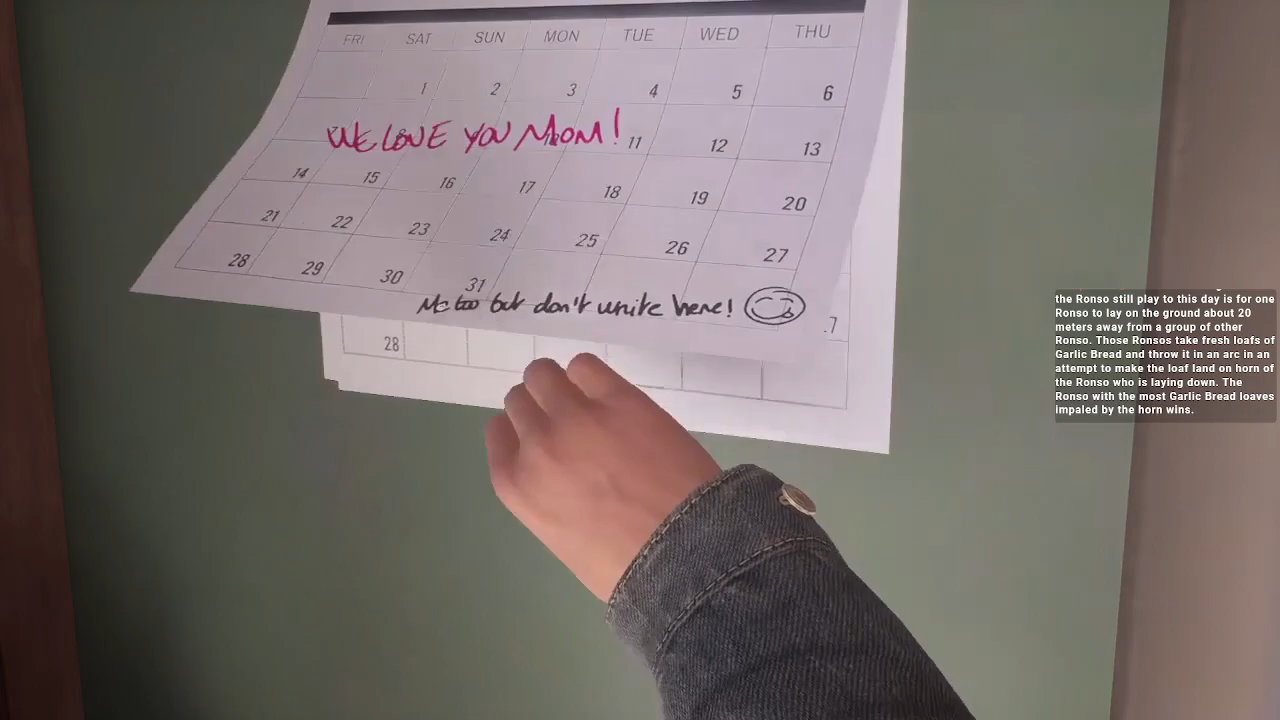 FRI SAT SUN MON TUE WED THU
1 2 3 4 5 6
WE LOVE YOU MOM!
11 12 13
14 15 16 17 18 19 20
21 22 23 24 25 26 27
28 29 30 31
Me too but don't write here!
28
the Ronso still play to this day is for one
Ronso to lay on the ground about 20
meters away from a group of other
Ronso. Those Ronsos take fresh loafs of
Garlic Bread and throw it in an arc in an
attempt to make the loaf land on horn of
the Ronso who is laying down. The
Ronso with the most Garlic Bread loaves
impaled by the horn wins.